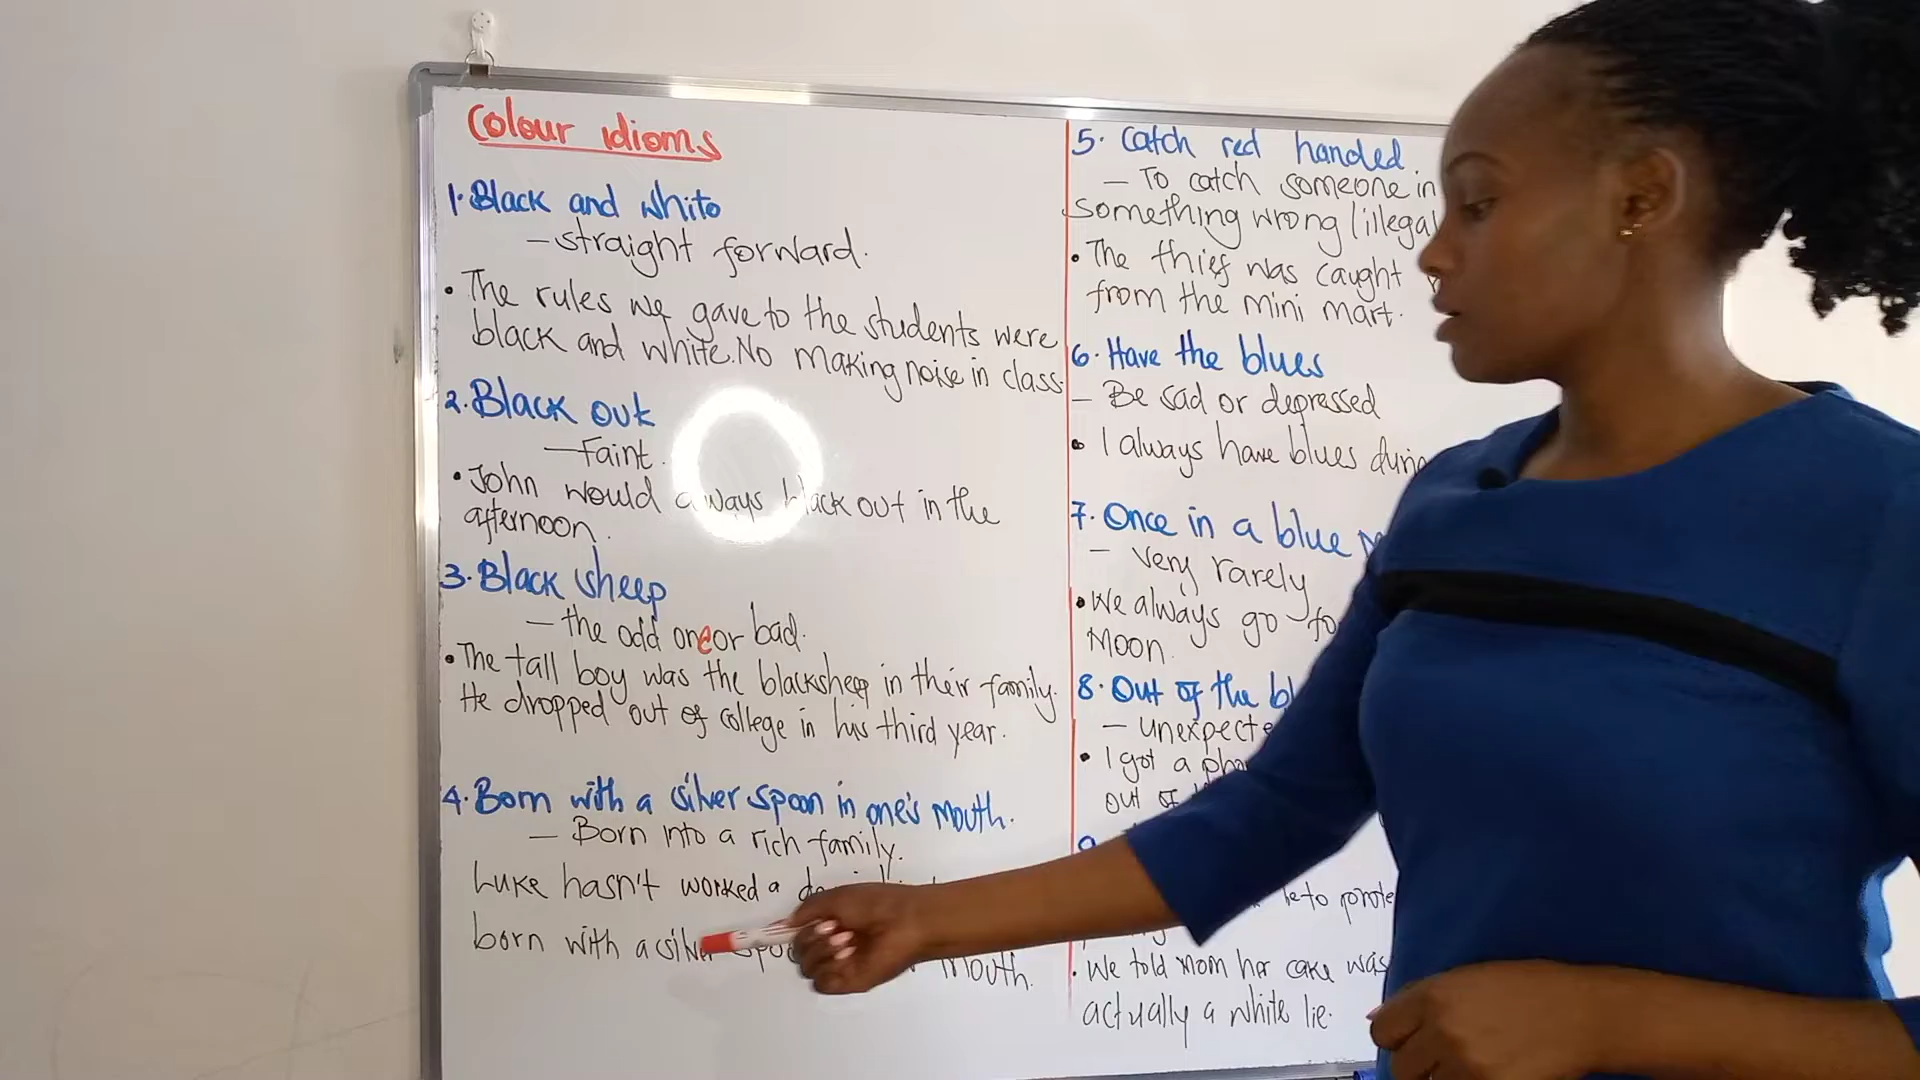 Colour idioms
1. Black and white
– straight forward.
• The rules we gave to the students were
black and white. No making noise in class.
2. Black out
– Faint.
• John would always black out in the
afternoon.
3. Black sheep
– the odd one or bad.
• The tall boy was the blacksheep in their family.
He dropped out of college in his third year.
4. Born with a silver spoon in one's mouth.
– Born into a rich family.
Luke hasn't worked a
born with a silver mouth.
5. Catch red handed.
– To catch someone in
something wrong / illegal
• The thief was caught
from the mini mart.
6. Have the blues
– Be sad or depressed
• I always have blues
7. Once in a blue
– Very rarely
• We always go
Moon.
8. Out of the
–
• I got a
out of
to
• We told mom her cake was
actually a white lie.